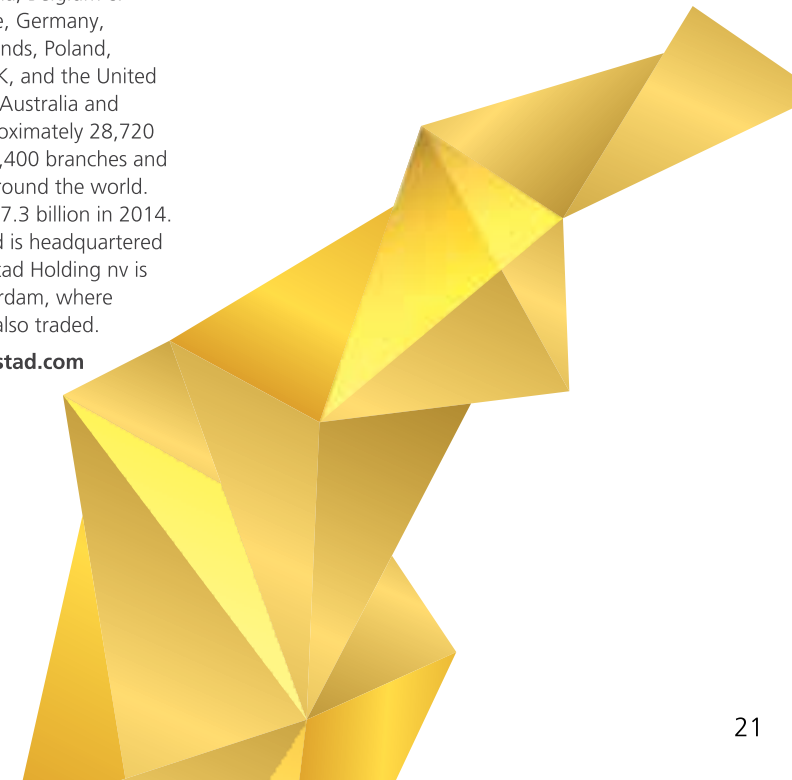 e, Germany,
nds, Poland,
K, and the United
Australia and
oximately 28,720
,400 branches and
round the world.
7.3 billion in 2014.
d is headquartered
tad Holding nv is
rdam, where
also traded.
stad.com
21